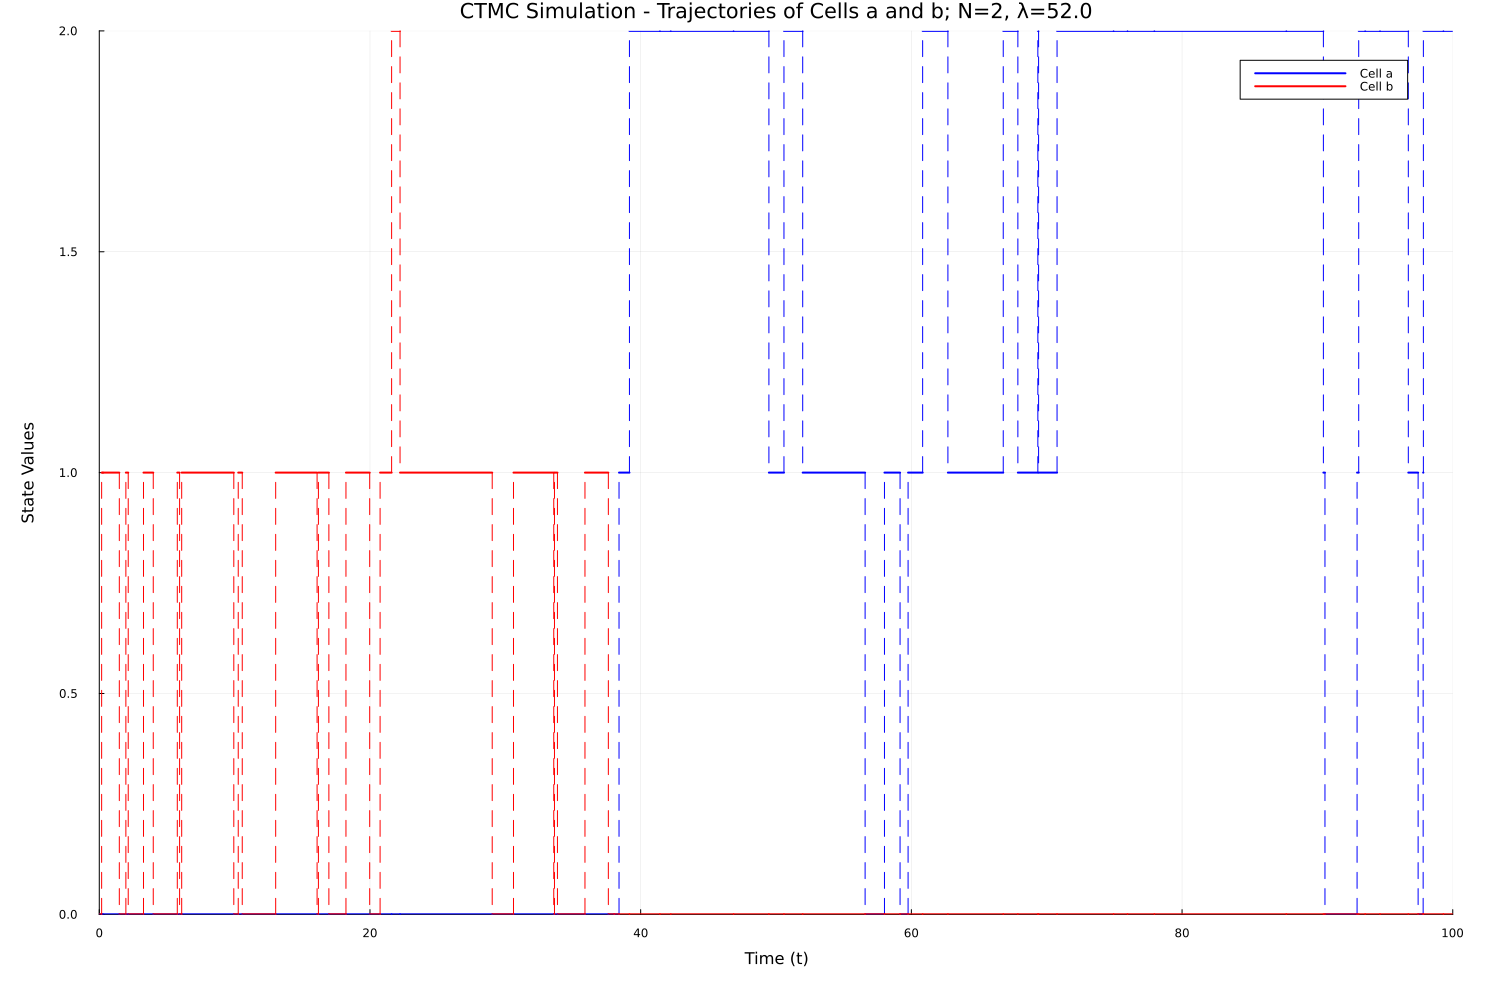 CTMC Simulation - Trajectories of Cells a and b; N=2, λ=52.0
2.0
Cell a
Cell b
1.5
State Values
1.0
0.5
0.0
0 20 40 60 80 100
Time (t)